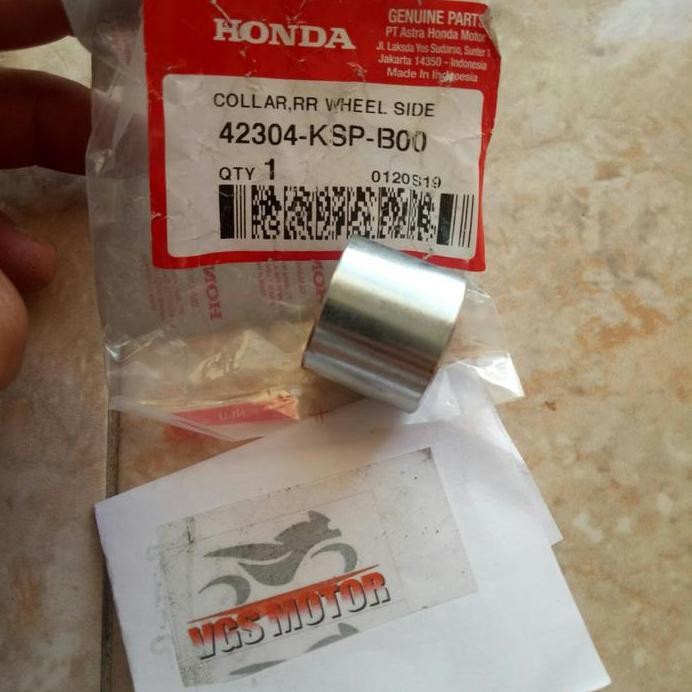 HONDA
GENUINE PARTS
PT Astra Honda Motor
Jl. Laksda Yos Sudarso, Sunter 1
Jakarta 14350 - Indonesia
Made In Indonesia
COLLAR,RR WHEEL SIDE
42304-KSP-B00
QTY 1
0120S19
HONDA
VGS MOTOR